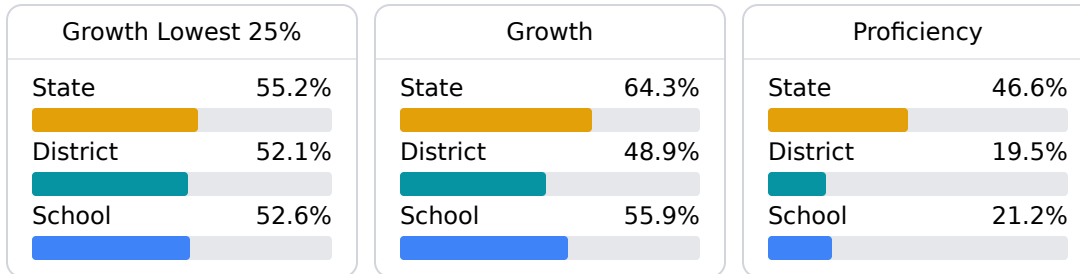 Growth Lowest 25%
State 55.2%
District 52.1%
School 52.6%
Growth
State 64.3%
District 48.9%
School 55.9%
Proficiency
State 46.6%
District 19.5%
School 21.2%